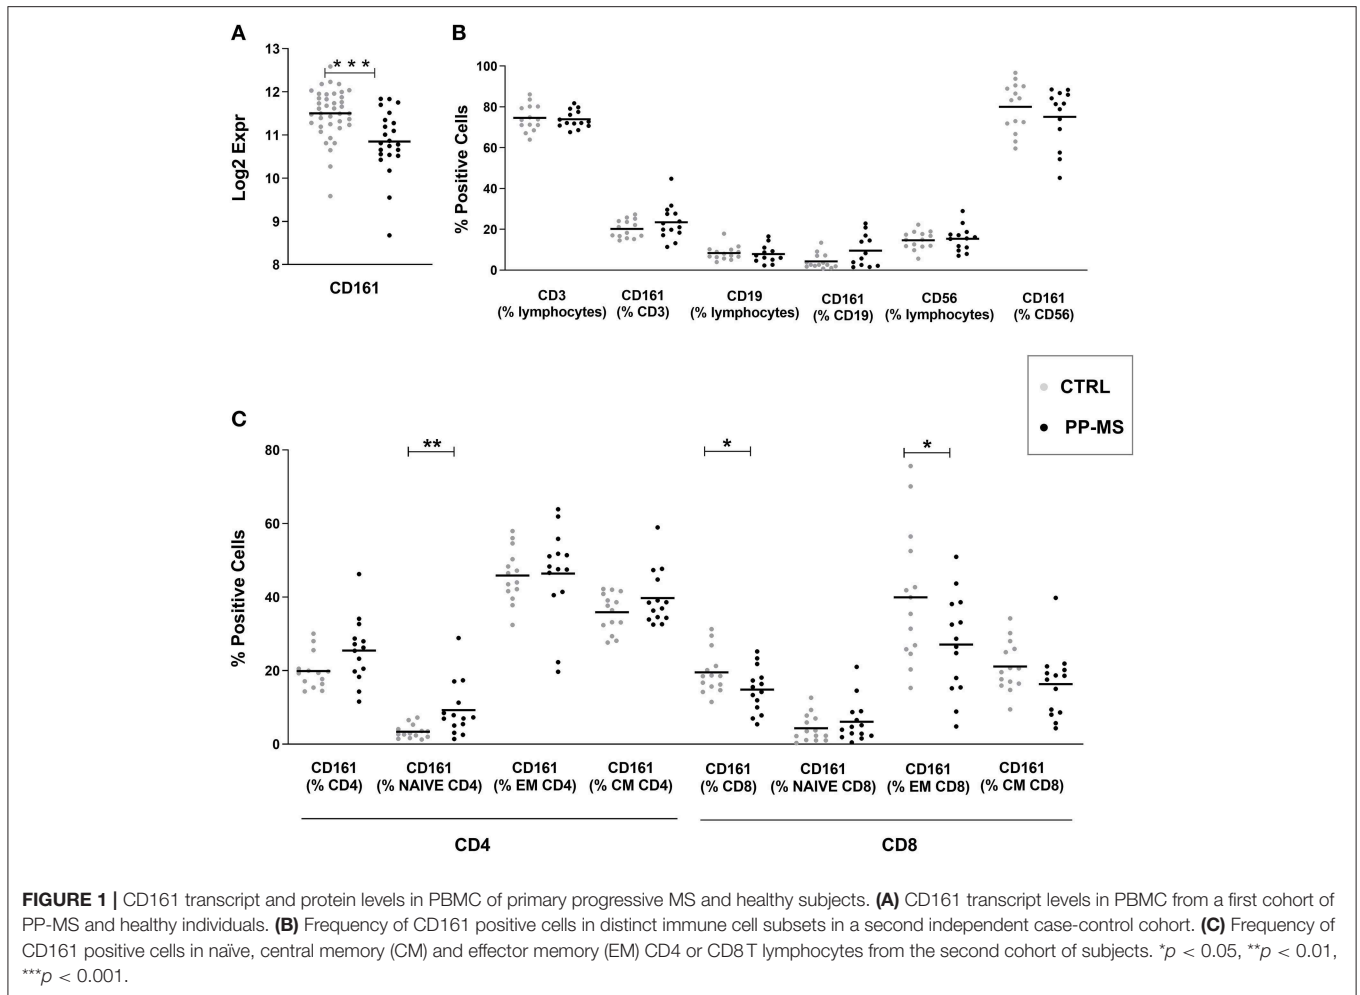 A
13
12
11
10
9
8
Log2 Expr
***
CD161
B
100
80
60
40
20
0
% Positive Cells
CD3 CD161 CD19 CD161 CD56 CD161
(% lymphocytes) (% CD3) (% lymphocytes) (% CD19) (% lymphocytes) (% CD56)
CTRL
PP-MS
C
80
60
40
20
0
% Positive Cells
** * *
CD161 CD161 CD161 CD161 CD161 CD161 CD161 CD161
(% CD4) (% NAIVE CD4) (% EM CD4) (% CM CD4) (% CD8) (% NAIVE CD8) (% EM CD8) (% CM CD8)
CD4 CD8
FIGURE 1 | CD161 transcript and protein levels in PBMC of primary progressive MS and healthy subjects. (A) CD161 transcript levels in PBMC from a first cohort of
PP-MS and healthy individuals. (B) Frequency of CD161 positive cells in distinct immune cell subsets in a second independent case-control cohort. (C) Frequency of
CD161 positive cells in naïve, central memory (CM) and effector memory (EM) CD4 or CD8 T lymphocytes from the second cohort of subjects. *p < 0.05, **p < 0.01,
***p < 0.001.